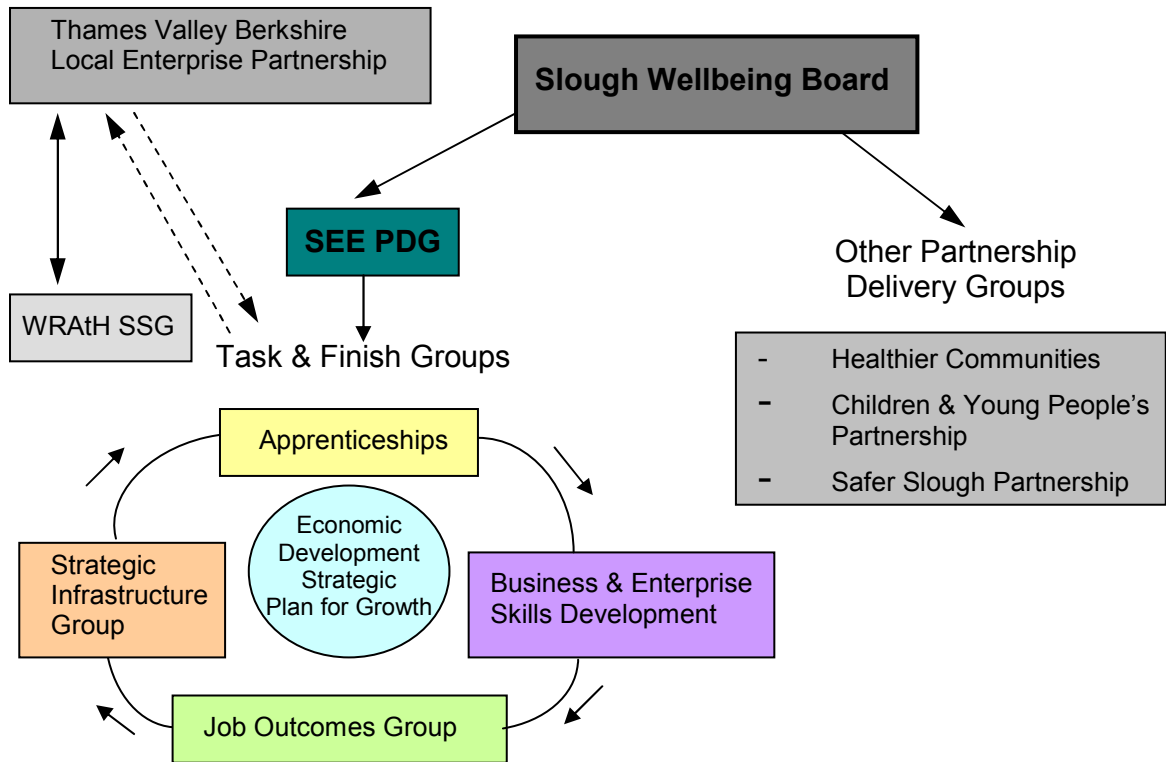 Thames Valley Berkshire
Local Enterprise Partnership
Slough Wellbeing Board
SEE PDG
WRAtH SSG
Task & Finish Groups
Other Partnership
Delivery Groups
- Healthier Communities
- Children & Young People's
Partnership
- Safer Slough Partnership
Apprenticeships
Economic
Development
Strategic
Plan for Growth
Strategic
Infrastructure
Group
Business & Enterprise
Skills Development
Job Outcomes Group